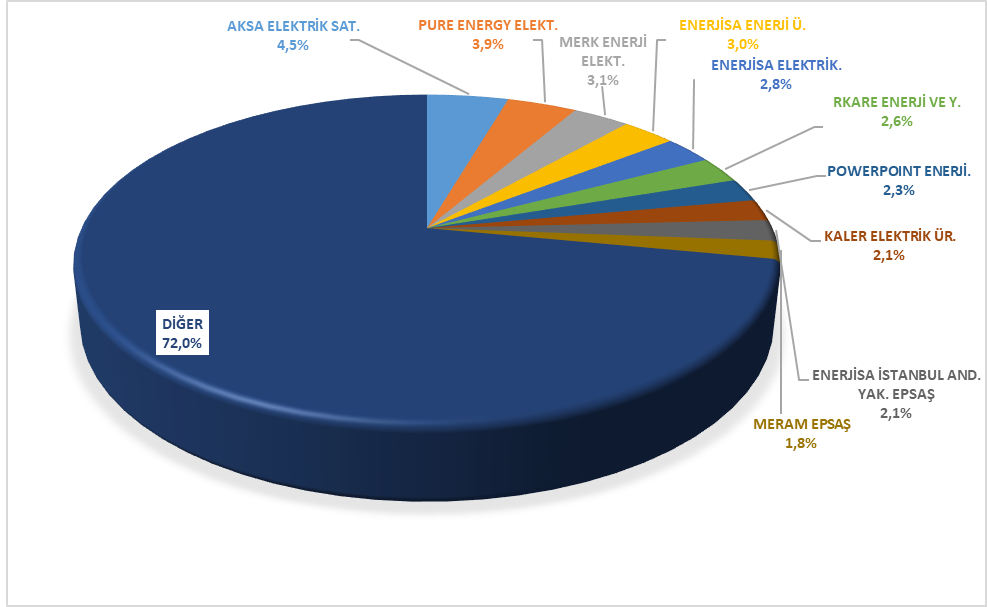 AKSA ELEKTRİK SAT.
4,5%
PURE ENERGY ELEKT.
3,9%
MERK ENERJİ
ELEKT.
3,1%
ENERJİSA ENERJİ Ü.
3,0%
ENERJİSA ELEKTRİK.
2,8%
RKARE ENERJİ VE Y.
2,6%
POWERPOINT ENERJİ.
2,3%
KALER ELEKTRİK ÜR.
2,1%
ENERJİSA İSTANBUL AND.
YAK. EPSAŞ
2,1%
MERAM EPSAŞ
1,8%
DİĞER
72,0%